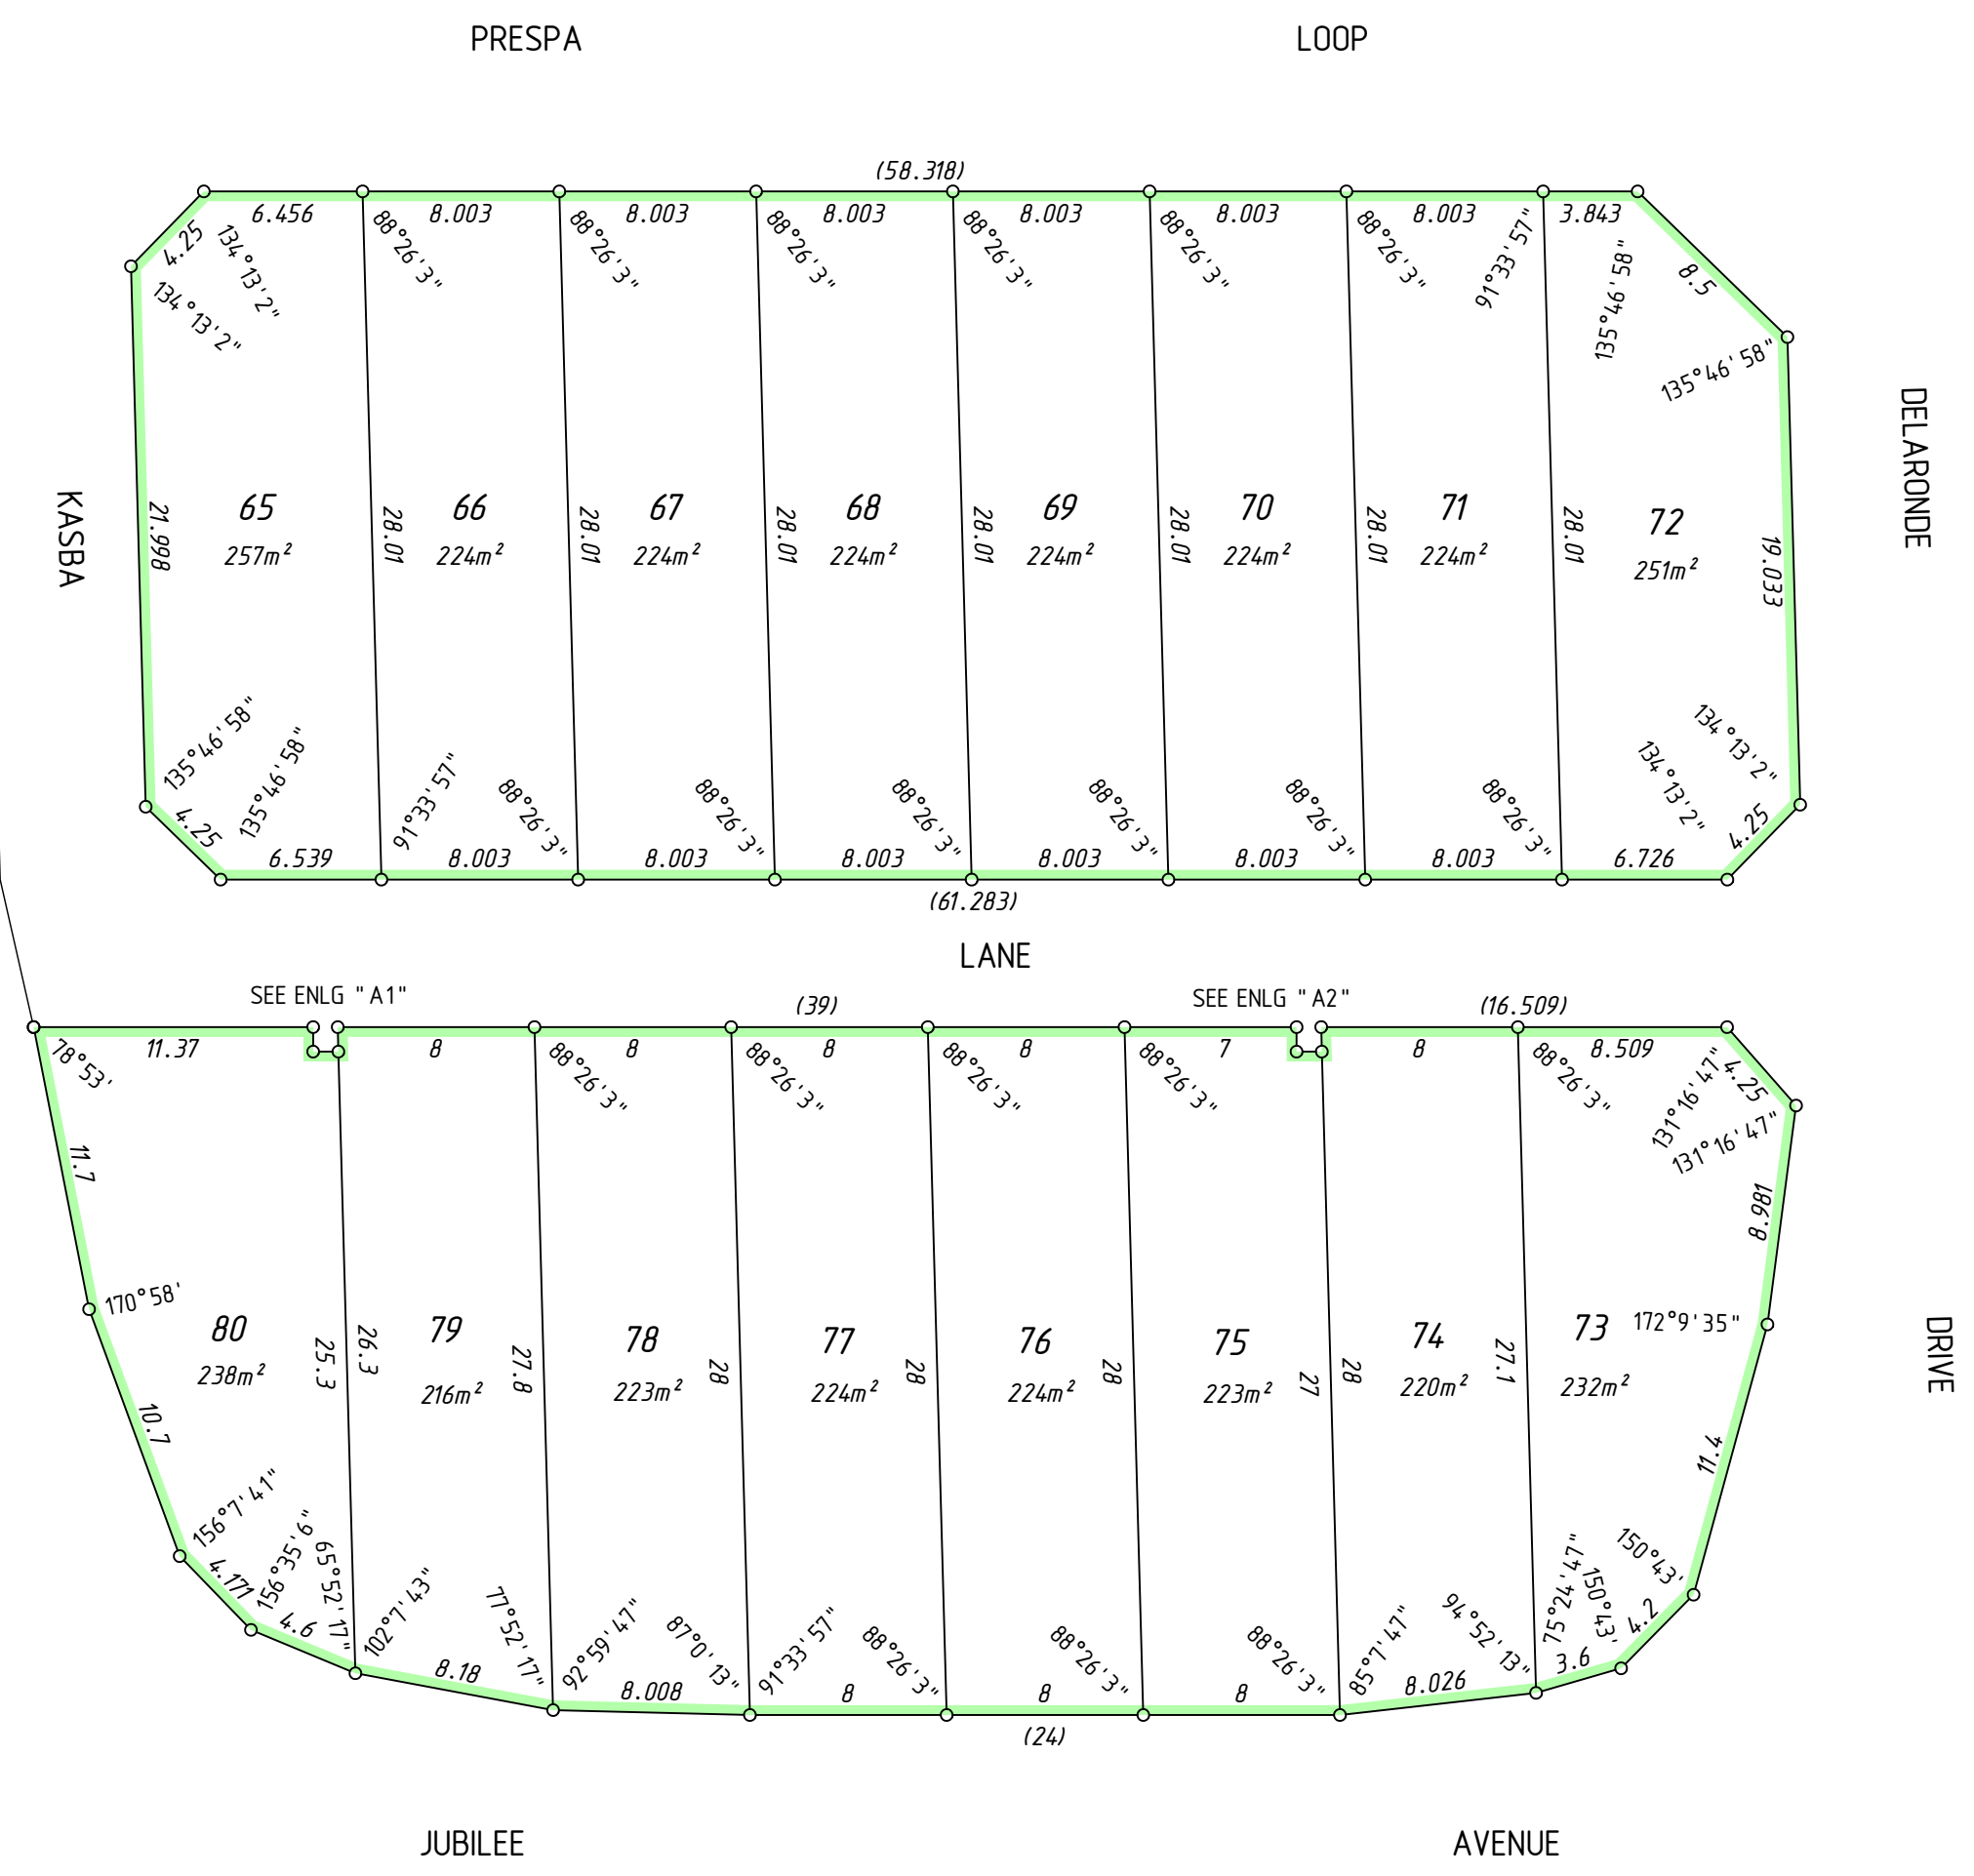 PRESPA LOOP
(58.318)
6.456 8.003 8.003 8.003 8.003 8.003 8.003 3.843
4.25 134°13'2" 88°26'3" 88°26'3" 88°26'3" 88°26'3" 88°26'3" 88°26'3" 91°33'57" 135°46'58" 8.5
134°13'2" 135°46'58"
KASBA
DELARONDE
21.998 28.01 28.01 28.01 28.01 28.01 28.01 28.01 19.033
65 66 67 68 69 70 71 72
257m² 224m² 224m² 224m² 224m² 224m² 224m² 251m²
135°46'58" 134°13'2"
4.25 135°46'58" 91°33'57" 88°26'3" 88°26'3" 88°26'3" 88°26'3" 88°26'3" 88°26'3" 134°13'2" 4.25
6.539 8.003 8.003 8.003 8.003 8.003 8.003 6.726
(61.283)
LANE
SEE ENLG "A1" (39) SEE ENLG "A2" (16.509)
11.37 8 8 8 8 7 8 8.509
78°53' 88°26'3" 88°26'3" 88°26'3" 88°26'3" 88°26'3" 131°16'47" 4.25
131°16'47"
11.7 8.981
170°58' 172°9'35"
80 79 78 77 76 75 74 73
238m² 216m² 223m² 224m² 224m² 223m² 220m² 232m²
25.3 26.3 27.8 28 28 28 27 28 27.1
DRIVE
10.7 11.4
156°7'41" 150°43'
4.171 156°35'6" 65°52'17" 102°7'43" 77°52'17" 92°59'47" 87°0'13" 91°33'57" 88°26'3" 88°26'3" 88°26'3" 85°7'47" 94°52'13" 75°24'47" 150°43' 4.2
4.6 8.18 8.008 8 8 8 8.026 3.6
(24)
JUBILEE AVENUE